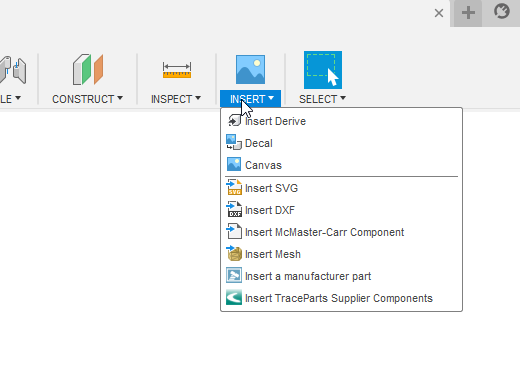 LE
CONSTRUCT
INSPECT
INSERT
SELECT
Insert Derive
Decal
Canvas
Insert SVG
Insert DXF
Insert McMaster-Carr Component
Insert Mesh
Insert a manufacturer part
Insert TraceParts Supplier Components